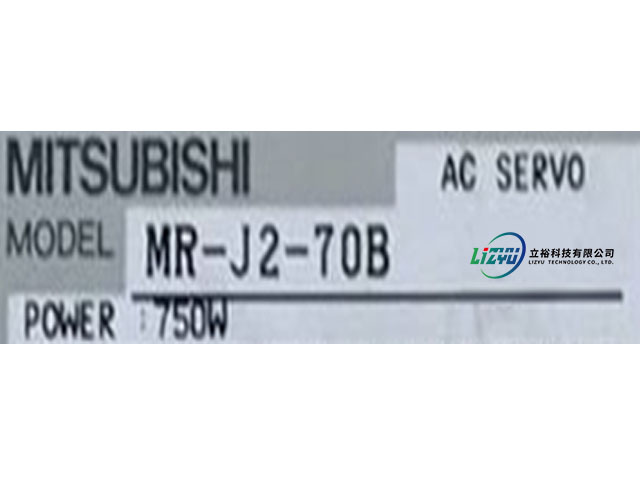 MITSUBISHI
AC SERVO
MODEL MR-J2-70B
LiZYU 立裕科技有限公司
LIZYU TECHNOLOGY CO., LTD.
POWER : 750W